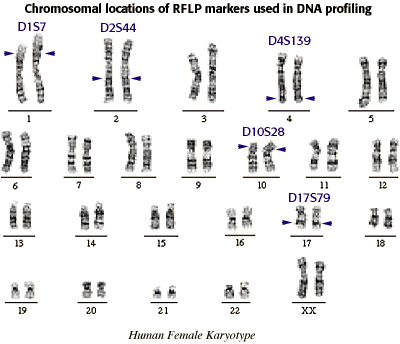 Chromosomal locations of RFLP markers used in DNA profiling
D1S7 D2S44 D4S139
1 2 3 4 5
D10S28
6 7 8 9 10 11 12
D17S79
13 14 15 16 17 18
19 20 21 22 XX
Human Female Karyotype